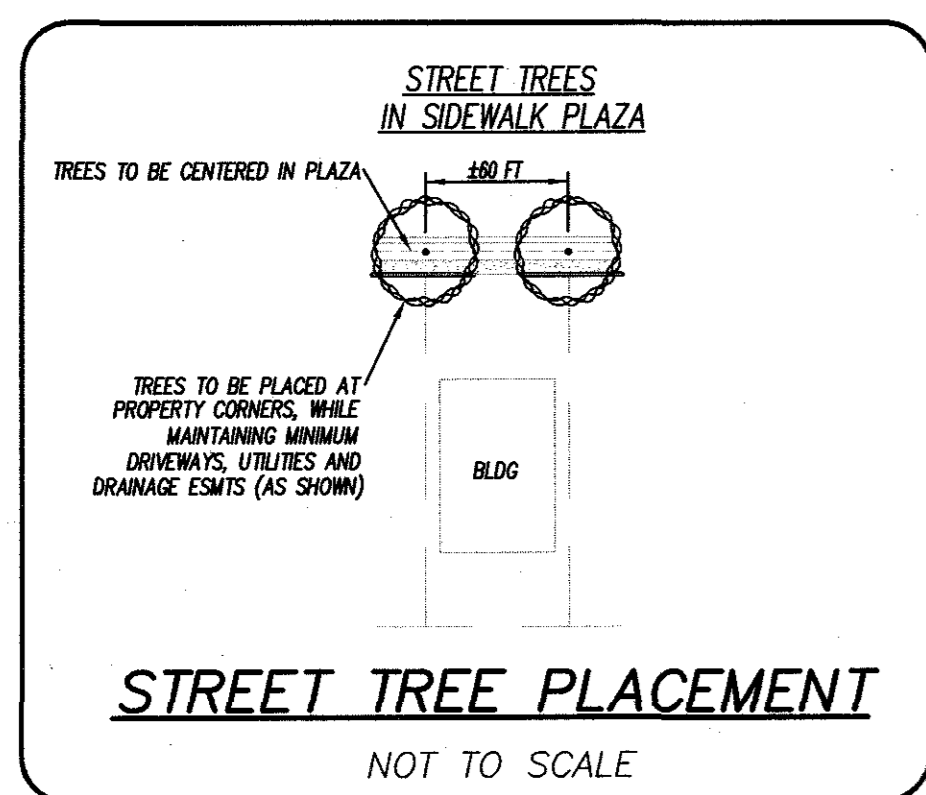 STREET TREES
IN SIDEWALK PLAZA
TREES TO BE CENTERED IN PLAZA
±60 FT
TREES TO BE PLACED AT
PROPERTY CORNERS, WHILE
MAINTAINING MINIMUM
DRIVEWAYS, UTILITIES AND
DRAINAGE ESMTS (AS SHOWN)
BLDG
STREET TREE PLACEMENT
NOT TO SCALE